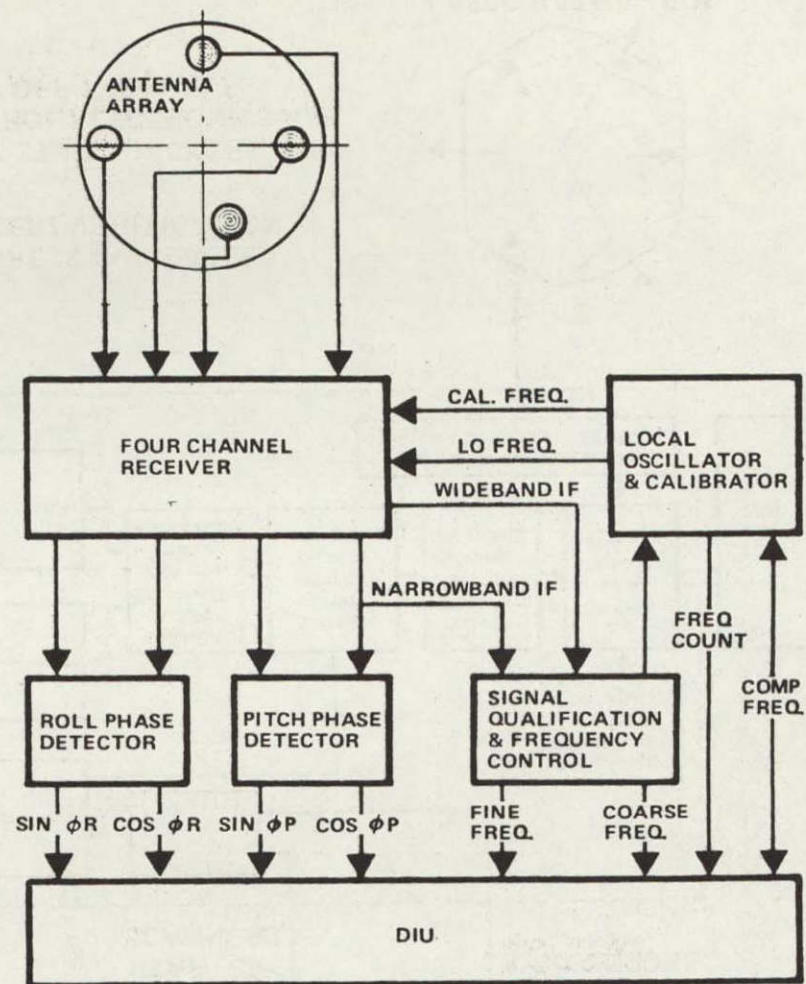 ANTENNA
ARRAY
FOUR CHANNEL
RECEIVER
CAL. FREQ.
LO FREQ.
WIDEBAND IF
LOCAL
OSCILLATOR
& CALIBRATOR
NARROWBAND IF
FREQ
COUNT
COMP
FREQ.
ROLL PHASE
DETECTOR
PITCH PHASE
DETECTOR
SIGNAL
QUALIFICATION
& FREQUENCY
CONTROL
SIN ϕR
COS ϕR
SIN ϕP
COS ϕP
FINE
FREQ.
COARSE
FREQ.
DIU